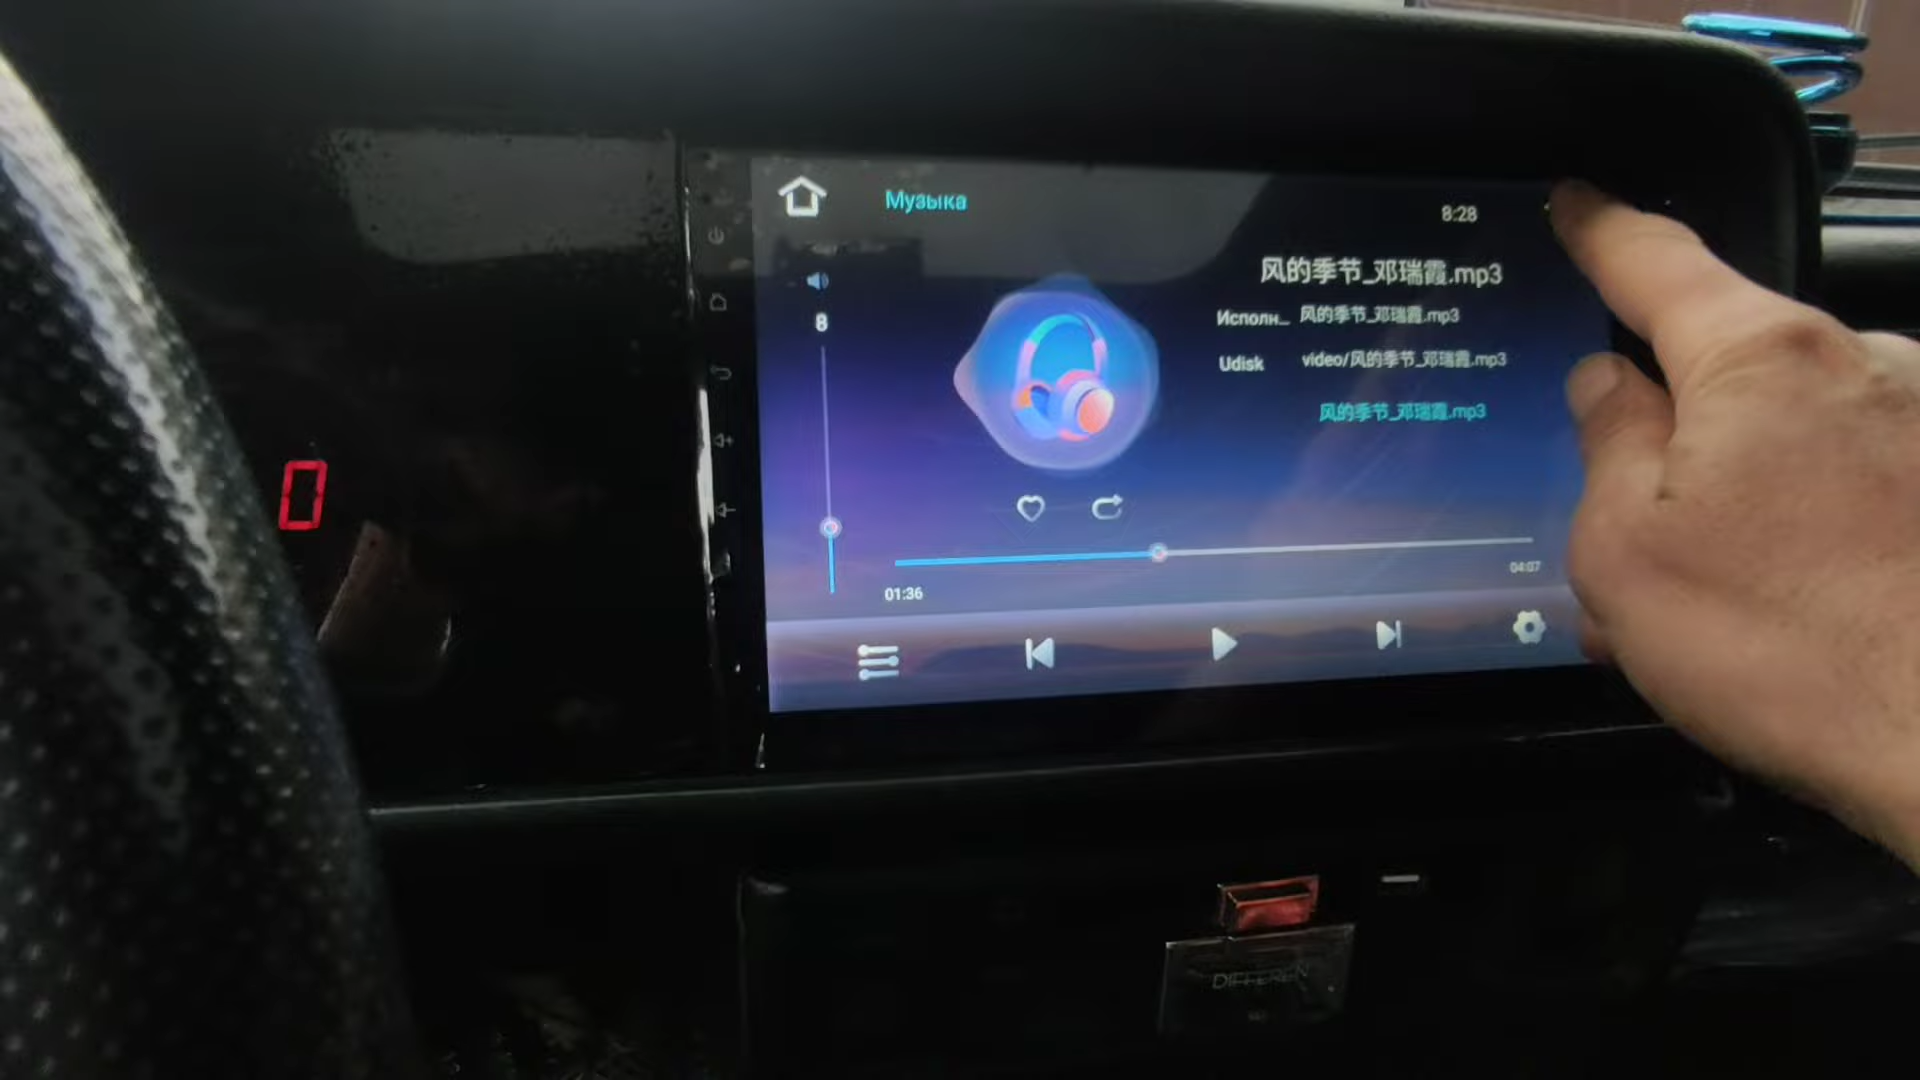 Музыка
8:28
8
风的季节_邓瑞霞.mp3
Исполн... 风的季节_邓瑞霞.mp3
Udisk video/风的季节_邓瑞霞.mp3
风的季节_邓瑞霞.mp3
01:36
04:07
0
DIFFEREN